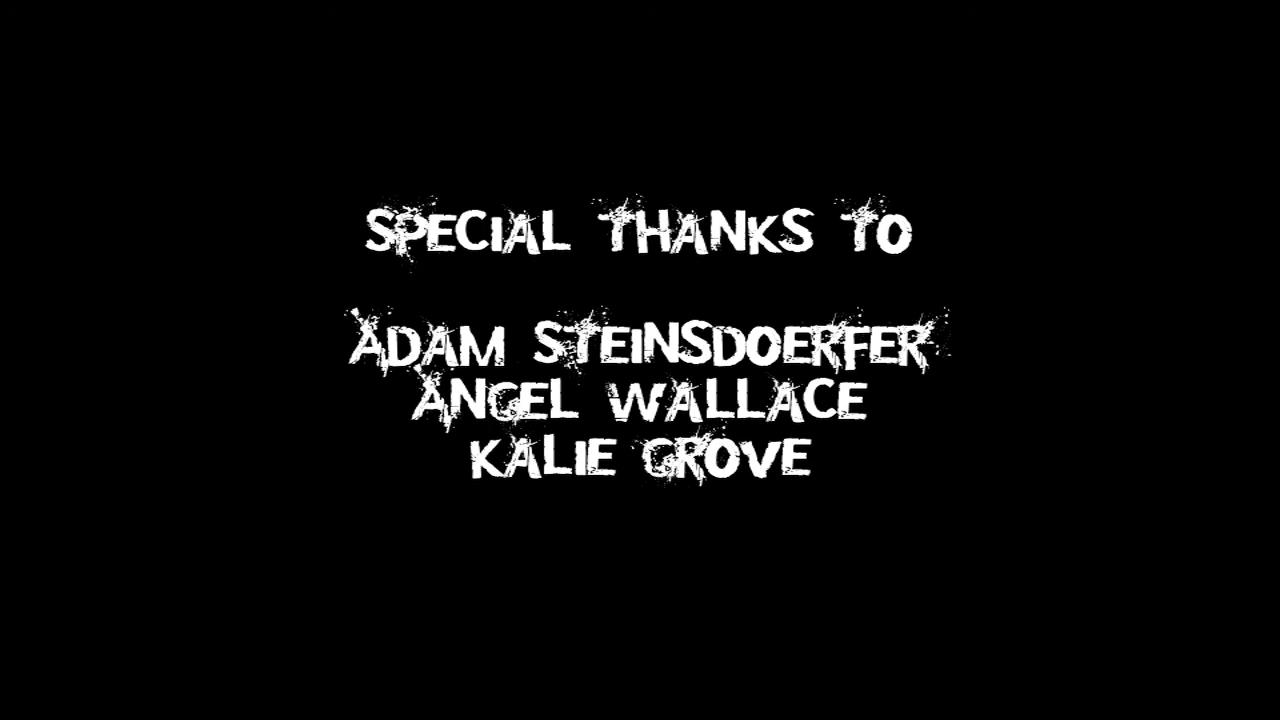 SPECIAL THANKS TO
ADAM STEINSDOERFER
ANGEL WALLACE
KALIE GROVE